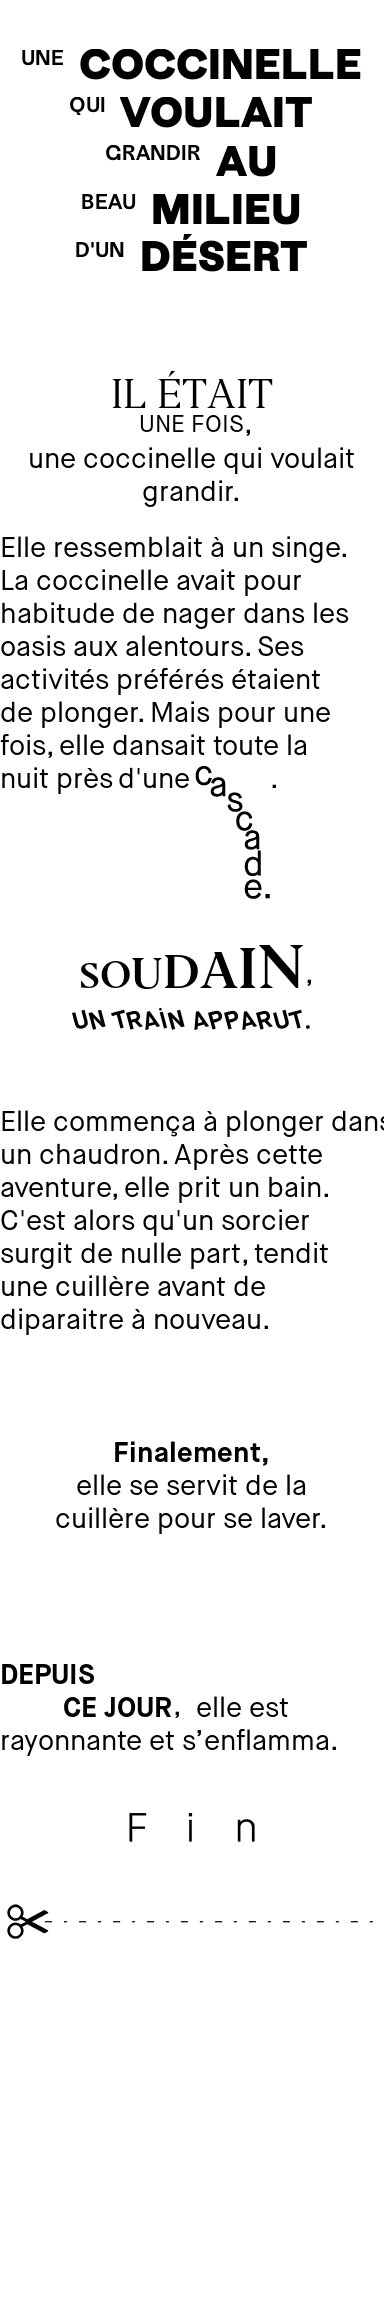 UNE COCCINELLE
QUI VOULAIT
GRANDIR AU
BEAU MILIEU
D'UN DÉSERT
IL ÉTAIT
UNE FOIS,
une coccinelle qui voulait
grandir.
Elle ressemblait à un singe.
La coccinelle avait pour
habitude de nager dans les
oasis aux alentours. Ses
activités préférés étaient
de plonger. Mais pour une
fois, elle dansait toute la
nuit près d'une cascade. .
SOUDAIN,
UN TRAIN APPARUT.
Elle commença à plonger dans
un chaudron. Après cette
aventure, elle prit un bain.
C'est alors qu'un sorcier
surgit de nulle part, tendit
une cuillère avant de
diparaitre à nouveau.
Finalement,
elle se servit de la
cuillère pour se laver.
DEPUIS
CE JOUR, elle est
rayonnante et s’enflamma.
Fin